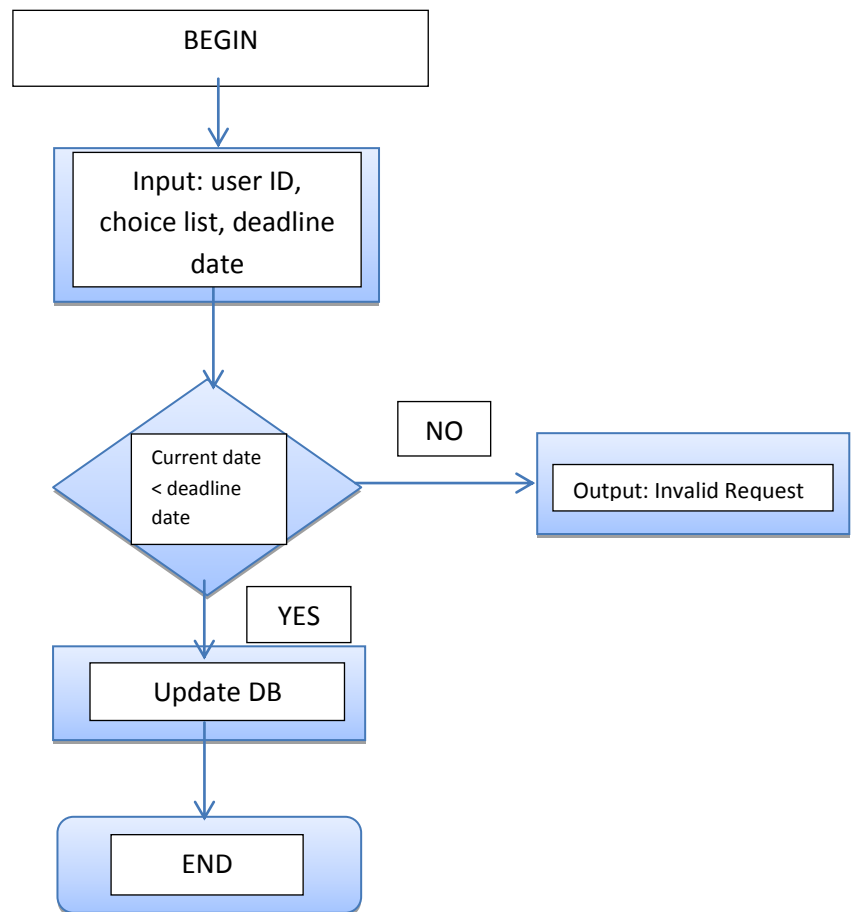 BEGIN
Input: user ID,
choice list, deadline
date
NO
Current date
< deadline
date
Output: Invalid Request
YES
Update DB
END